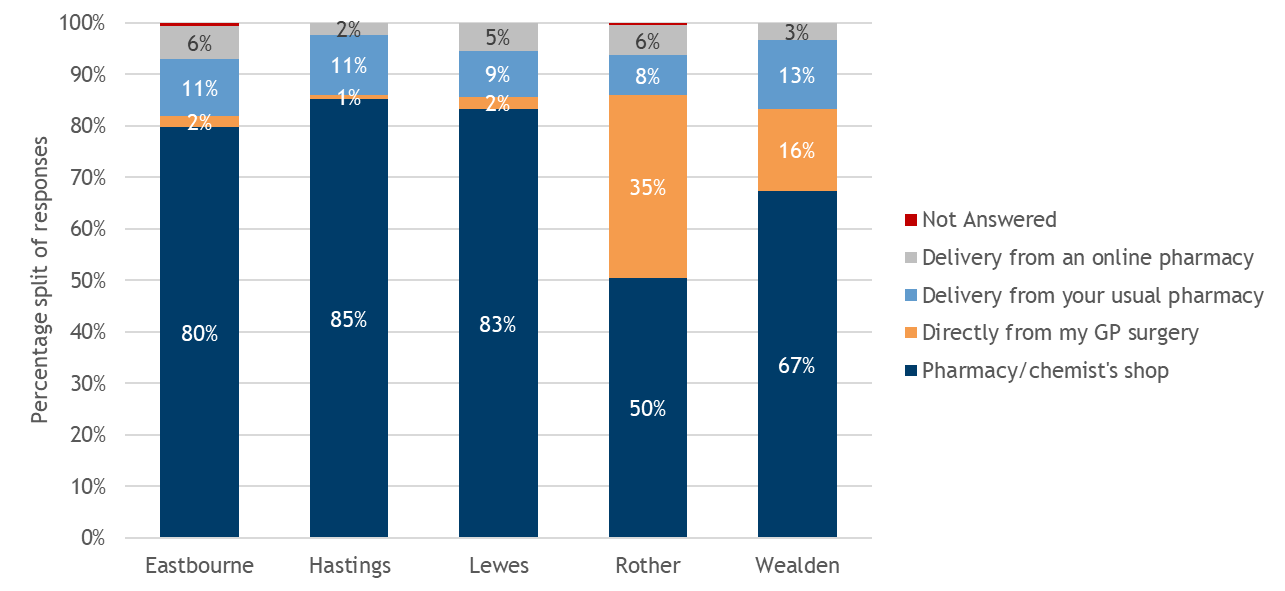 Percentage split of responses
100%
90%
80%
70%
60%
50%
40%
30%
20%
10%
0%
6%
11%
2%
80%
2%
11%
1%
85%
5%
9%
2%
83%
6%
8%
35%
50%
3%
13%
16%
67%
Eastbourne
Hastings
Lewes
Rother
Wealden
Not Answered
Delivery from an online pharmacy
Delivery from your usual pharmacy
Directly from my GP surgery
Pharmacy/chemist's shop